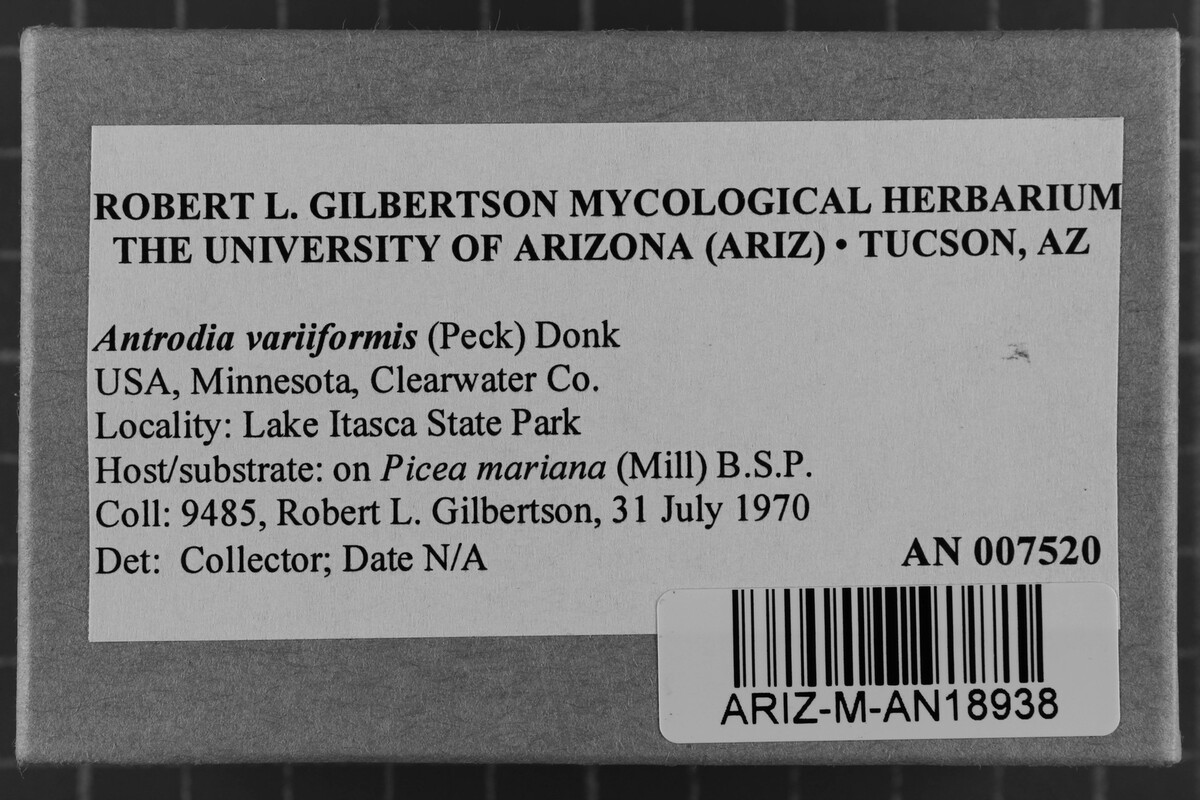 ROBERT L. GILBERTSON MYCOLOGICAL HERBARIUM
THE UNIVERSITY OF ARIZONA (ARIZ) • TUCSON, AZ
Antrodia variiformis (Peck) Donk
USA, Minnesota, Clearwater Co.
Locality: Lake Itasca State Park
Host/substrate: on Picea mariana (Mill) B.S.P.
Coll: 9485, Robert L. Gilbertson, 31 July 1970
Det: Collector; Date N/A
AN 007520
ARIZ-M-AN18938